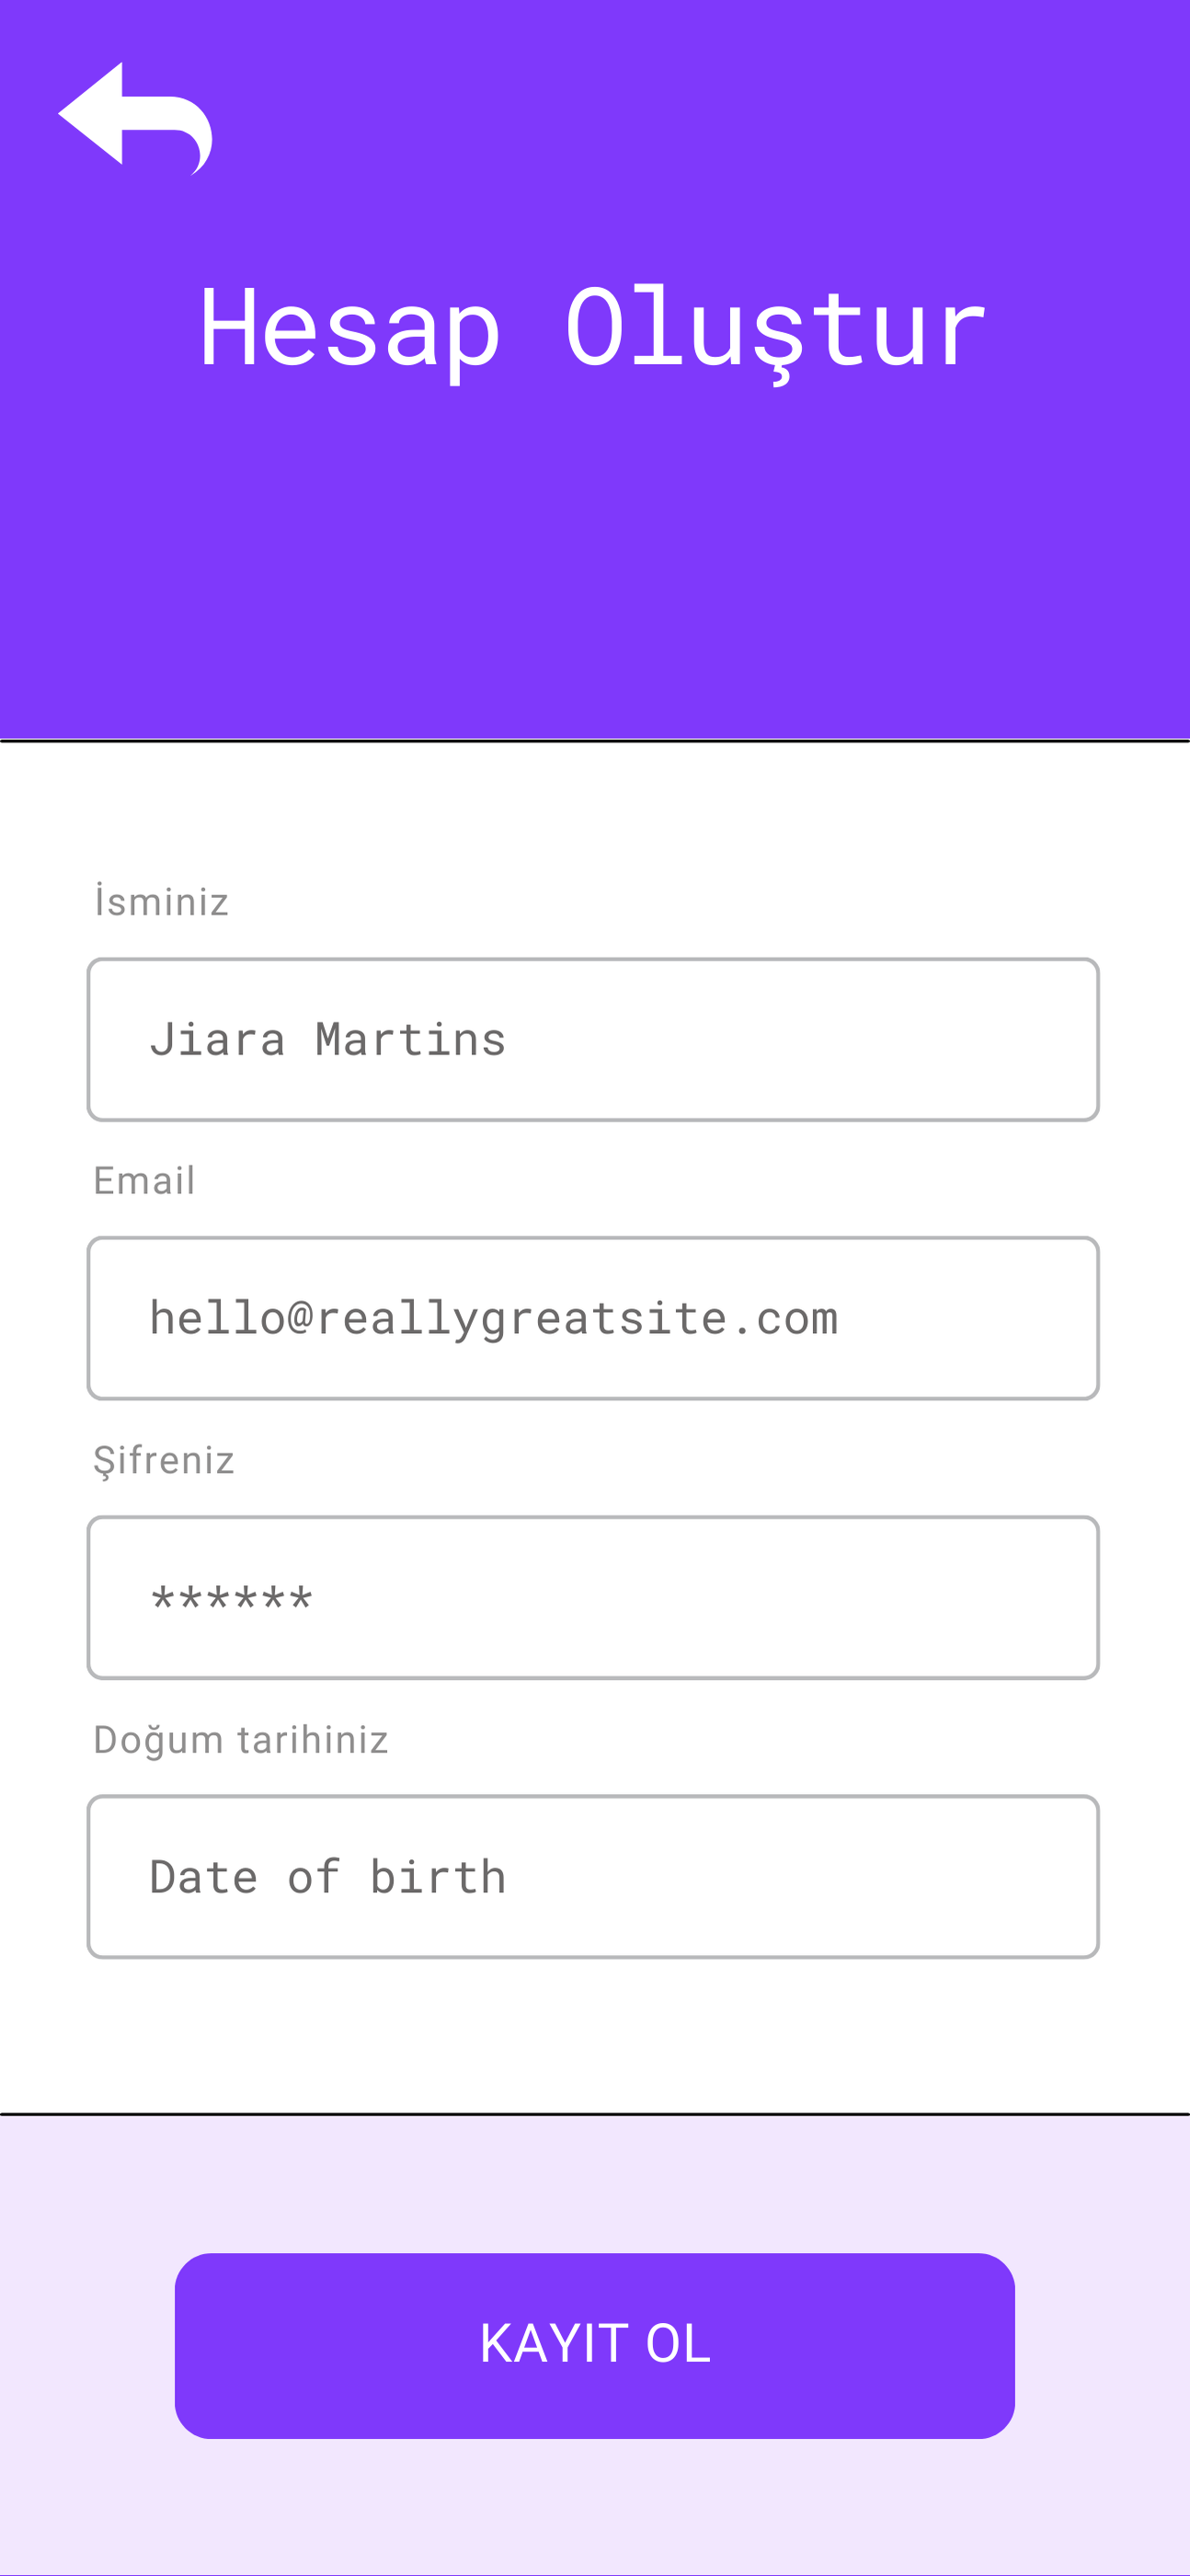 Hesap Oluştur
İsminiz
Jiara Martins
Email
hello@reallygreatsite.com
Şifreniz
******
Doğum tarihiniz
Date of birth
KAYIT OL